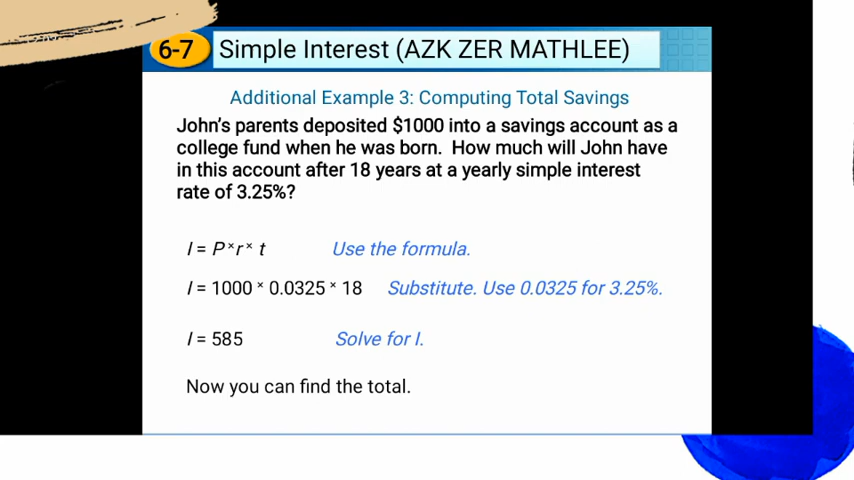 6-7 Simple Interest (AZK ZER MATHLEE)
Additional Example 3: Computing Total Savings
John's parents deposited $1000 into a savings account as a
college fund when he was born. How much will John have
in this account after 18 years at a yearly simple interest
rate of 3.25%?
I = P × r × t Use the formula.
I = 1000 × 0.0325 × 18 Substitute. Use 0.0325 for 3.25%.
I = 585 Solve for I.
Now you can find the total.